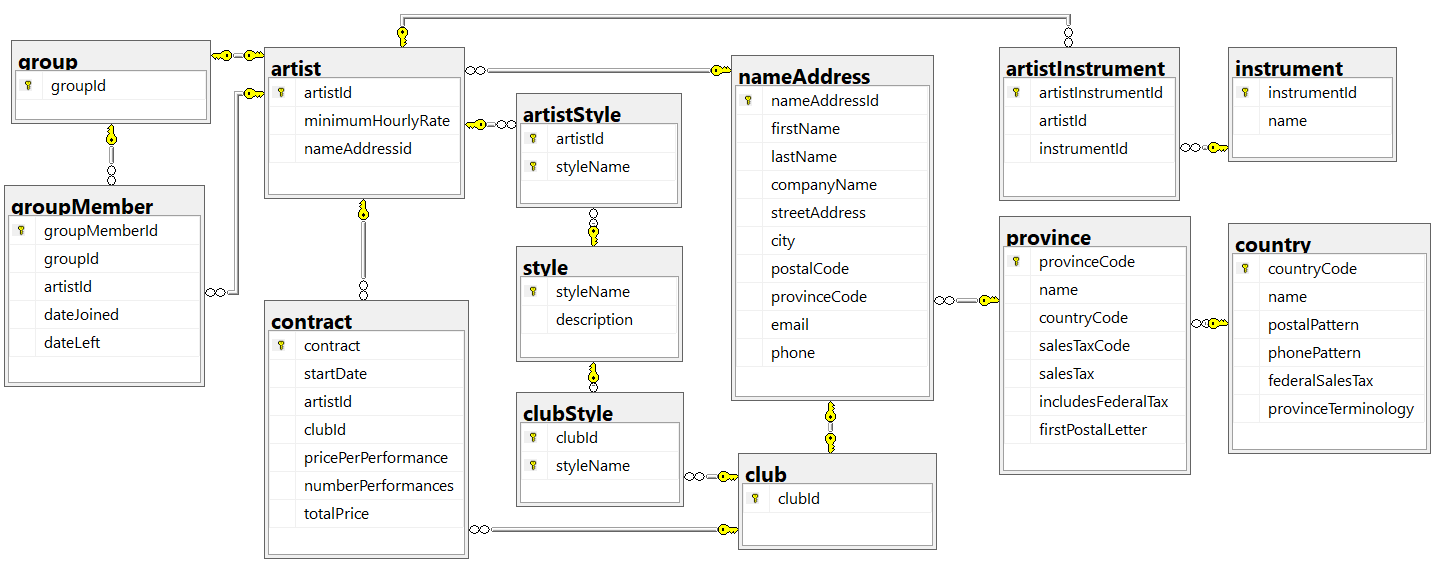 group
groupId
artist
artistId
minimumHourlyRate
nameAddressid
nameAddress
nameAddressId
firstName
lastName
companyName
streetAddress
city
postalCode
provinceCode
email
phone
artistInstrument
artistInstrumentId
artistId
instrumentId
instrument
instrumentId
name
artistStyle
artistId
styleName
groupMember
groupMemberId
groupId
artistId
dateJoined
dateLeft
style
styleName
description
province
provinceCode
name
countryCode
salesTaxCode
salesTax
includesFederalTax
firstPostalLetter
country
countryCode
name
postalPattern
phonePattern
federalSalesTax
provinceTerminology
contract
contract
startDate
artistId
clubId
pricePerPerformance
numberPerformances
totalPrice
clubStyle
clubId
styleName
club
clubId